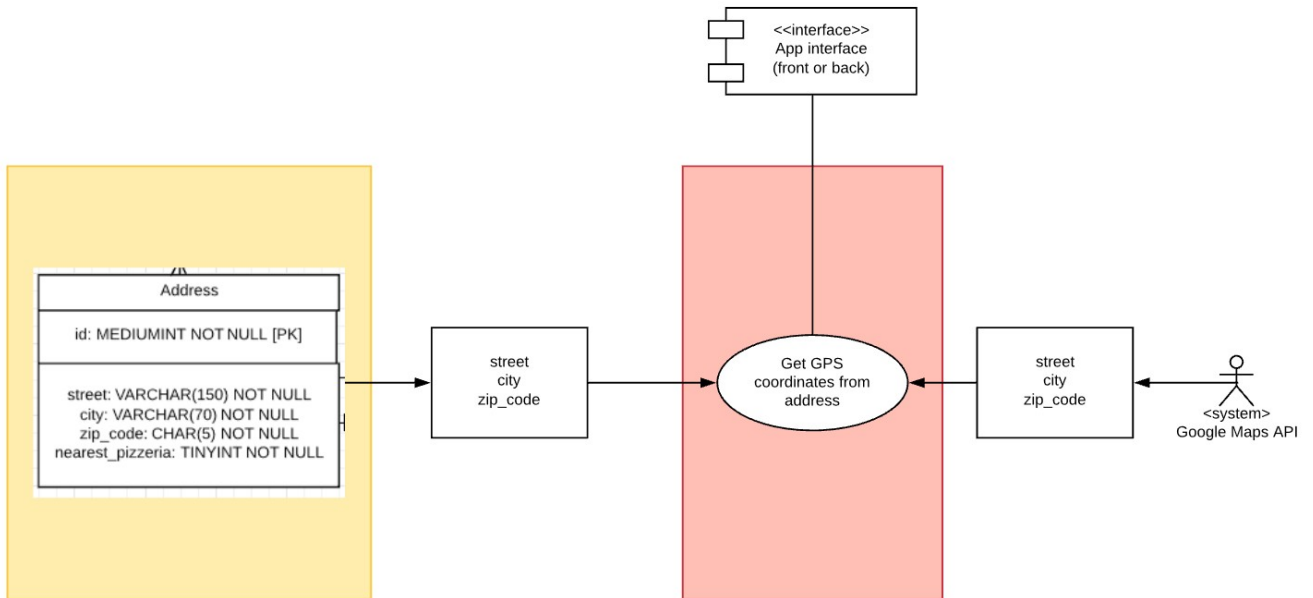 <<interface>>
App interface
(front or back)
Address
id: MEDIUMINT NOT NULL [PK]
street: VARCHAR(150) NOT NULL
city: VARCHAR(70) NOT NULL
zip_code: CHAR(5) NOT NULL
nearest_pizzeria: TINYINT NOT NULL
street
city
zip_code
Get GPS
coordinates from
address
street
city
zip_code
<system>
Google Maps API